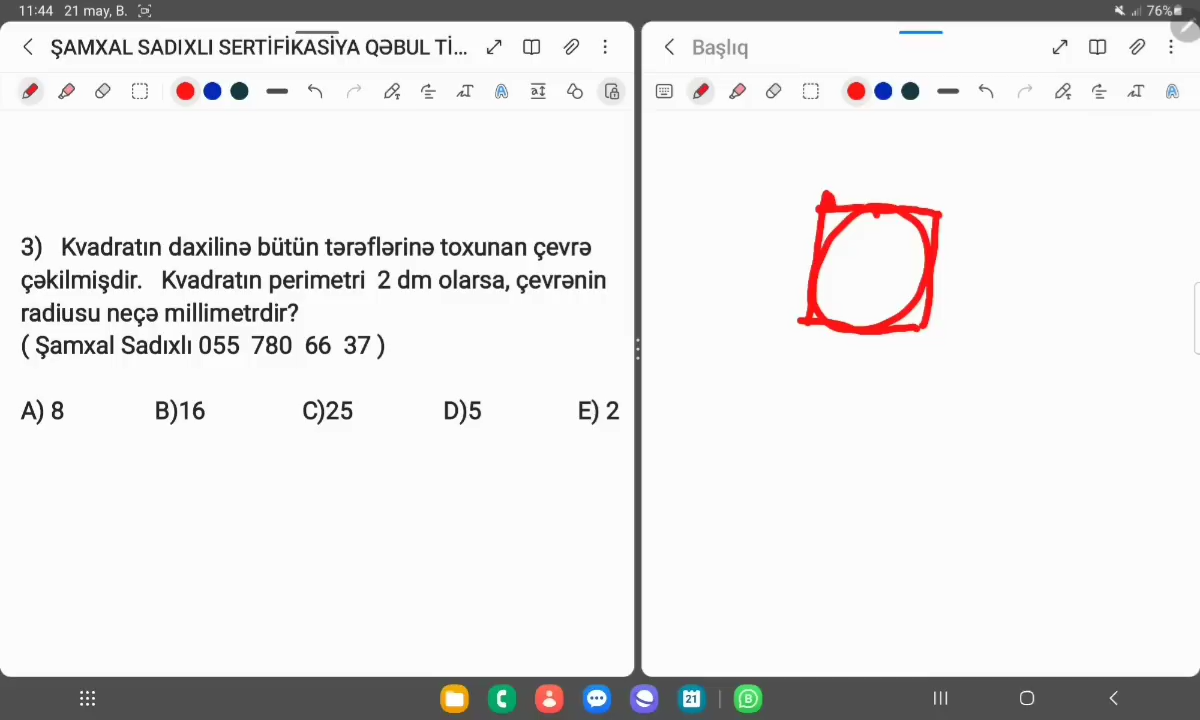 11:44 21 may, B. 76%
ŞAMXAL SADIXLI SERTİFİKASİYA QƏBUL Tİ...
Başlıq
3) Kvadratın daxilinə bütün tərəflərinə toxunan çevrə
çəkilmişdir. Kvadratın perimetri 2 dm olarsa, çevrənin
radiusu neçə millimetrdir?
( Şamxal Sadıxlı 055 780 66 37 )
A) 8 B)16 C)25 D)5 E) 2
21